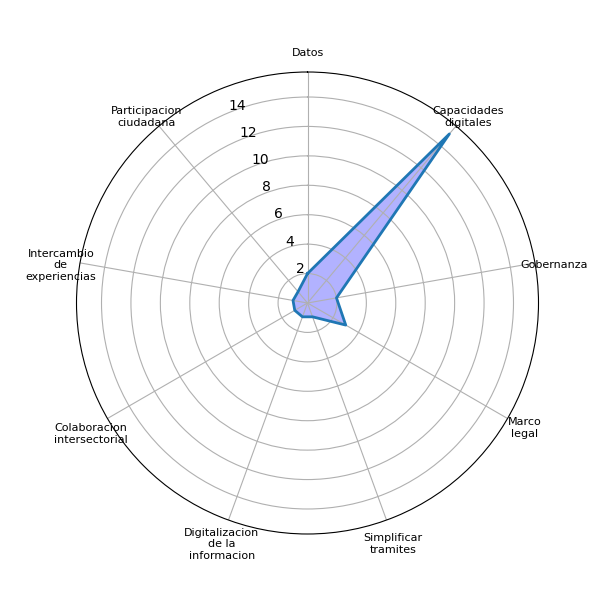 Datos
Capacidades
digitales
Participacion
ciudadana
14
12
10
8
6
4
2
Intercambio
de
experiencias
Gobernanza
Colaboracion
intersectorial
Marco
legal
Digitalizacion
de la
informacion
Simplificar
tramites